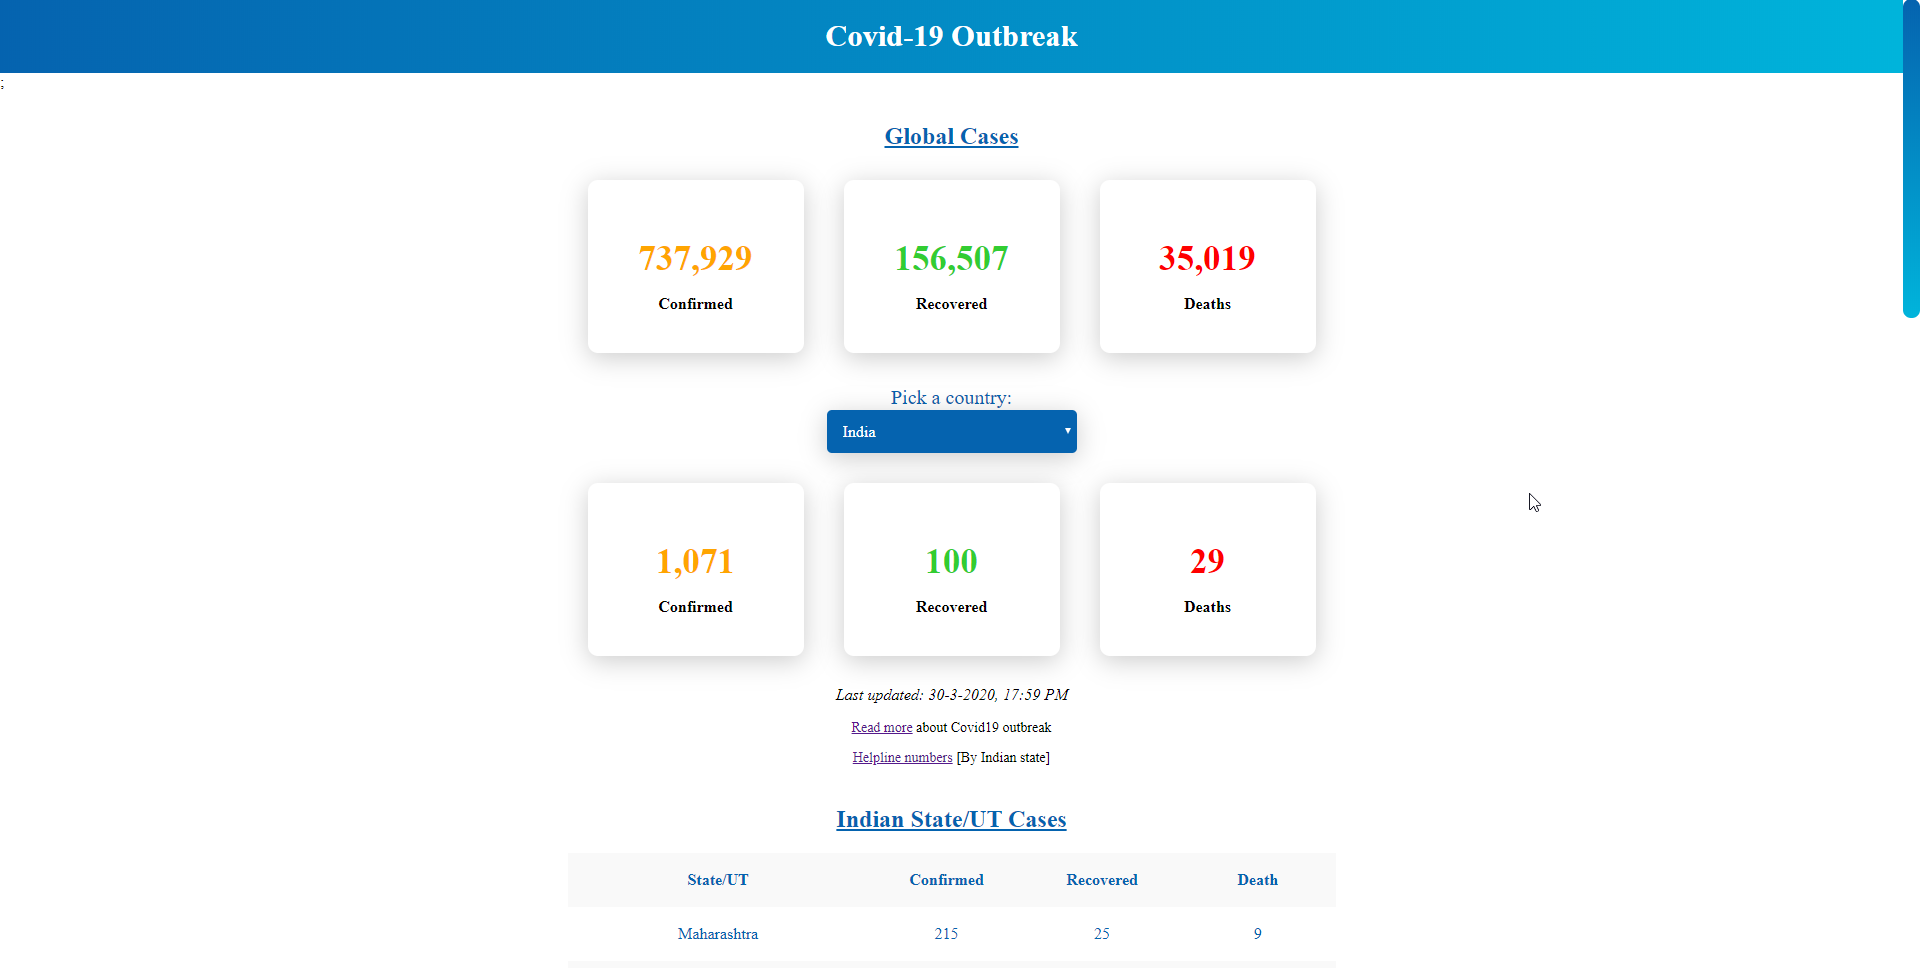 Covid-19 Outbreak
;
Global Cases
737,929 156,507 35,019
Confirmed Recovered Deaths
Pick a country:
India
1,071 100 29
Confirmed Recovered Deaths
Last updated: 30-3-2020, 17:59 PM
Read more about Covid19 outbreak
Helpline numbers [By Indian state]
Indian State/UT Cases
State/UT Confirmed Recovered Death
Maharashtra 215 25 9